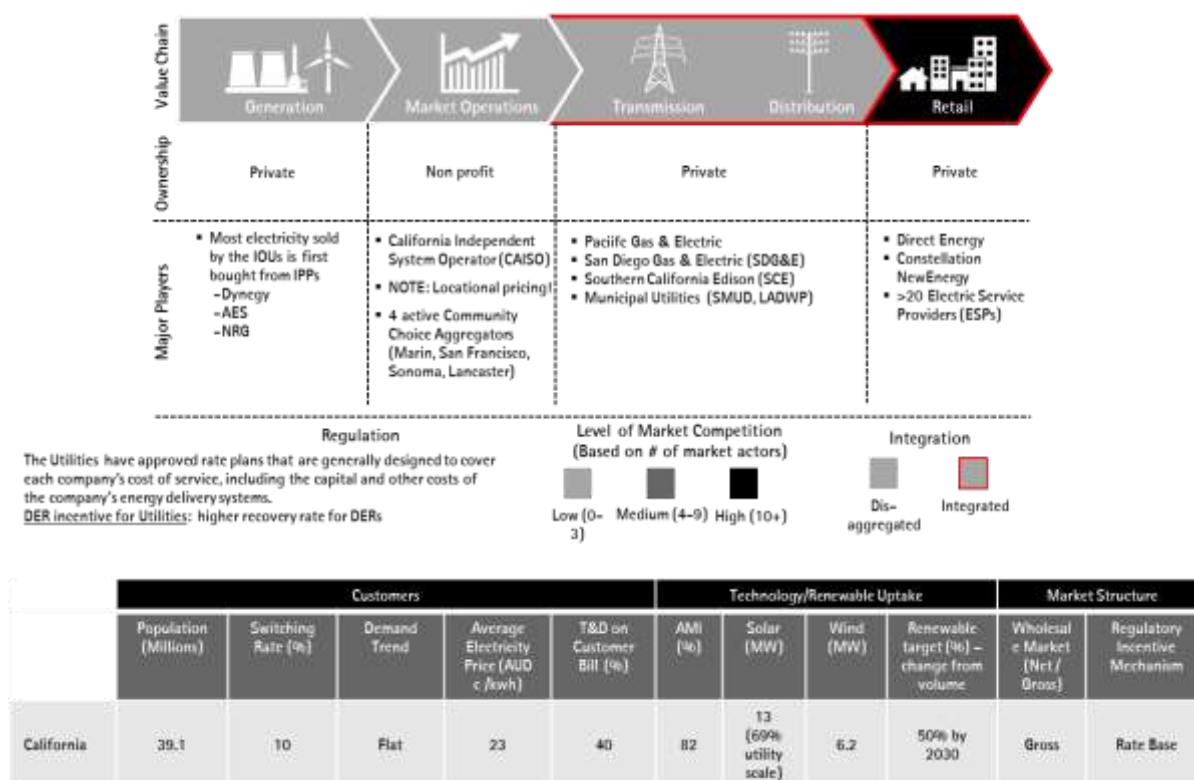 Value Chain
Generation
Market Operations
Transmission
Distribution
Retail
Ownership
Private
Non profit
Private
Private
Major Players
▪ Most electricity sold
by the IOUs is first
bought from IPPs
–Dynegy
–AES
–NRG
▪ California Independent
System Operator (CAISO)
▪ NOTE: Locational pricing!
▪ 4 active Community
Choice Aggregators
(Marin, San Francisco,
Sonoma, Lancaster)
▪ Paciife Gas & Electric
▪ San Diego Gas & Electric (SDG&E)
▪ Southern California Edison (SCE)
▪ Municipal Utilities (SMUD, LADWP)
▪ Direct Energy
▪ Constellation
NewEnergy
▪ >20 Electric Service
Providers (ESPs)
Regulation
The Utilities have approved rate plans that are generally designed to cover
each company's cost of service, including the capital and other costs of
the company's energy delivery systems.
DER incentive for Utilities: higher recovery rate for DERs
Level of Market Competition
(Based on # of market actors)
Low (0–
3)
Medium (4–9)
High (10+)
Integration
Dis-
aggregated
Integrated
Customers
Technology/Renewable Uptake
Market Structure
Population
(Millions)
Switching
Rate (%)
Demand
Trend
Average
Electricity
Price (AUD
c /kwh)
T&D on
Customer
Bill (%)
AMI
(%)
Solar
(MW)
Wind
(MW)
Renewable
target (%) –
change from
volume
Wholesal
e Market
(Net /
Gross)
Regulatory
Incentive
Mechanism
California
39.1
10
Flat
23
40
82
13
(69%
utility
scale)
6.2
50% by
2030
Gross
Rate Base